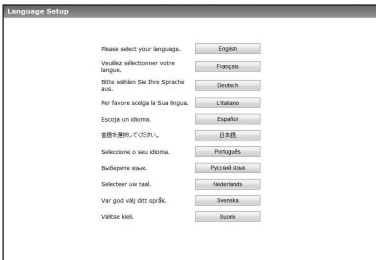 Language Setup
Please select your language.
English
Veuillez sélectionner votre
langue.
Français
Bitte wählen Sie Ihre Sprache
aus.
Deutsch
Per favore scelga la Sua lingua.
L'Italiano
Escoja un idioma.
Español
言語を選択してください。
日本語
Seleccione o seu idioma.
Português
Выберите язык.
Русский язык
Selecteer uw taal.
Nederlands
Var god välj ditt språk.
Svenska
Valitse kieli.
Suomi